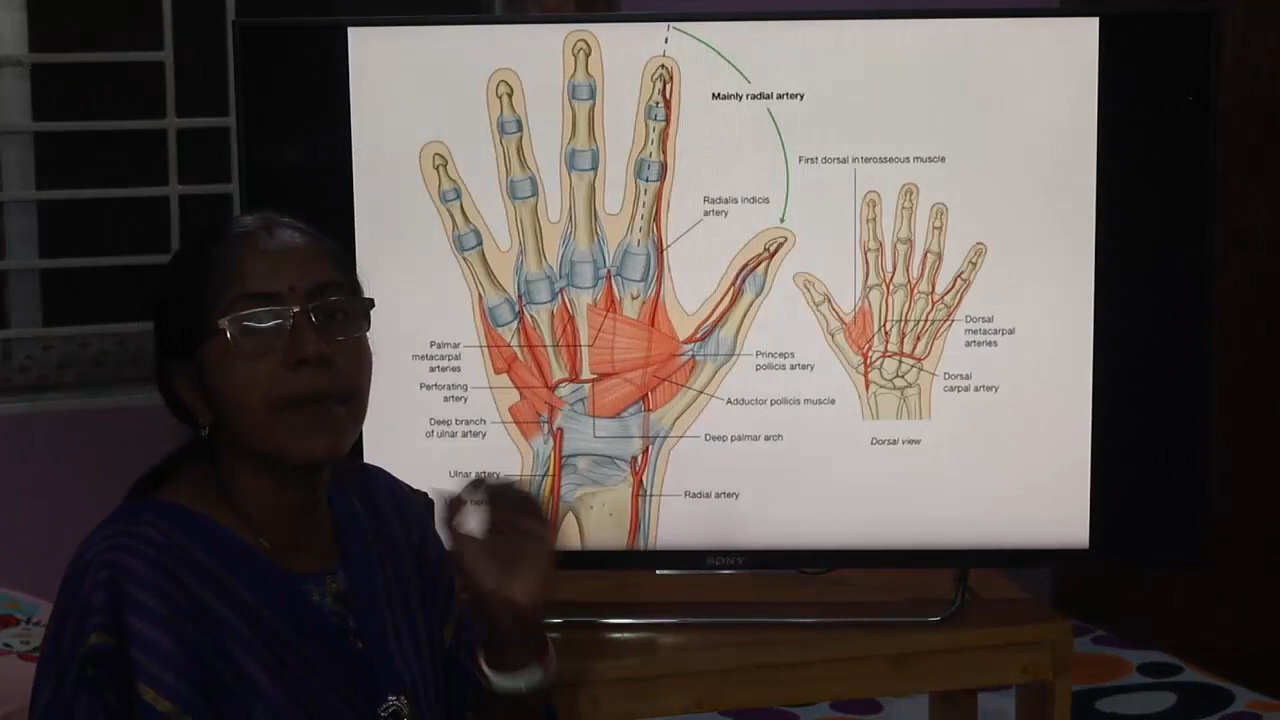 Mainly radial artery
First dorsal interosseous muscle
Radialis indicis
artery
Palmar
metacarpal
arteries
Dorsal
metacarpal
arteries
Princeps
pollicis artery
Perforating
artery
Dorsal
carpal artery
Adductor pollicis muscle
Deep branch
of ulnar artery
Deep palmar arch
Dorsal view
Ulnar artery
Radial artery
SONY